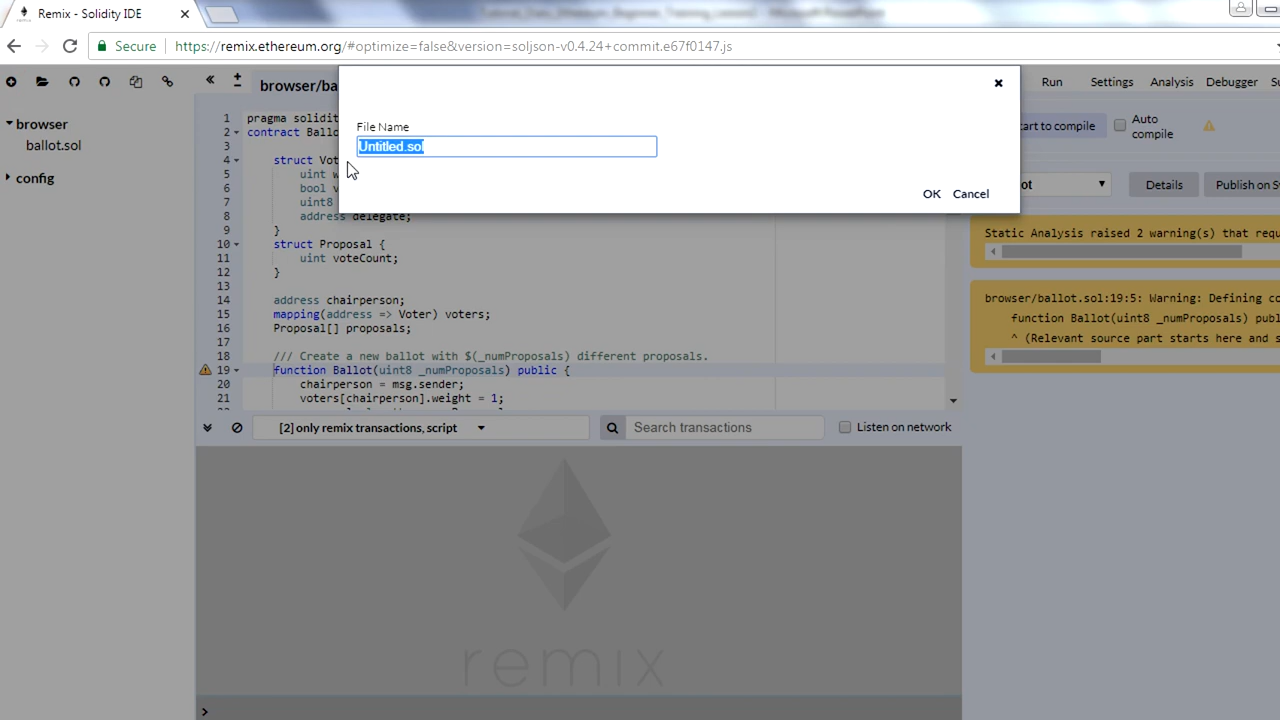 Remix - Solidity IDE
Secure
https://remix.ethereum.org/#optimize=false&version=soljson-v0.4.24+commit.e67f0147.js
browser/ba
Run
Settings
Analysis
Debugger
Su
File Name
Untitled.sol
OK
Cancel
browser
ballot.sol
config
tart to compile
Auto
compile
ot
Details
Publish on S
Static Analysis raised 2 warning(s) that requ
browser/ballot.sol:19:5: Warning: Defining co
function Ballot(uint8 _numProposals) publ
^ (Relevant source part starts here and s
1 pragma solidit
2 contract Ballo
3
4 struct Vot
5 uint w
6 bool v
7 uint8
8 address delegate;
9 }
10 struct Proposal {
11 uint voteCount;
12 }
13
14 address chairperson;
15 mapping(address => Voter) voters;
16 Proposal[] proposals;
17
18 /// Create a new ballot with $(_numProposals) different proposals.
19 function Ballot(uint8 _numProposals) public {
20 chairperson = msg.sender;
21 voters[chairperson].weight = 1;
[2] only remix transactions, script
Search transactions
Listen on network
remix
>